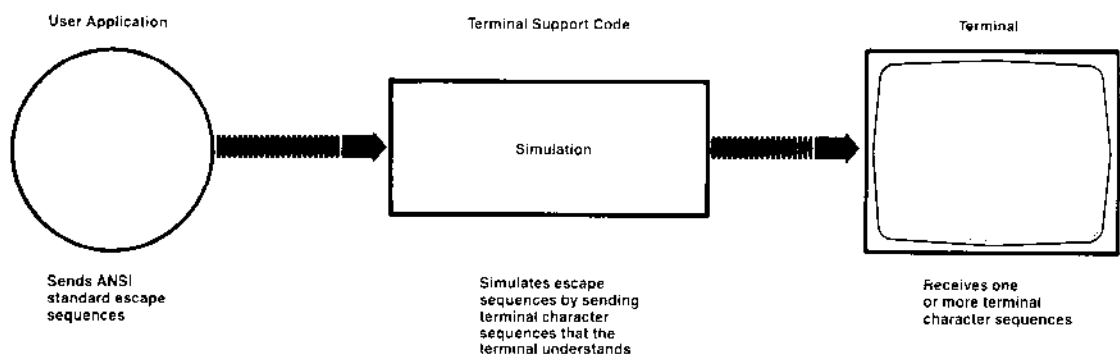 User Application
Terminal Support Code
Terminal
Simulation
Sends ANSI
standard escape
sequences
Simulates escape
sequences by sending
terminal character
sequences that the
terminal understands
Receives one
or more terminal
character sequences